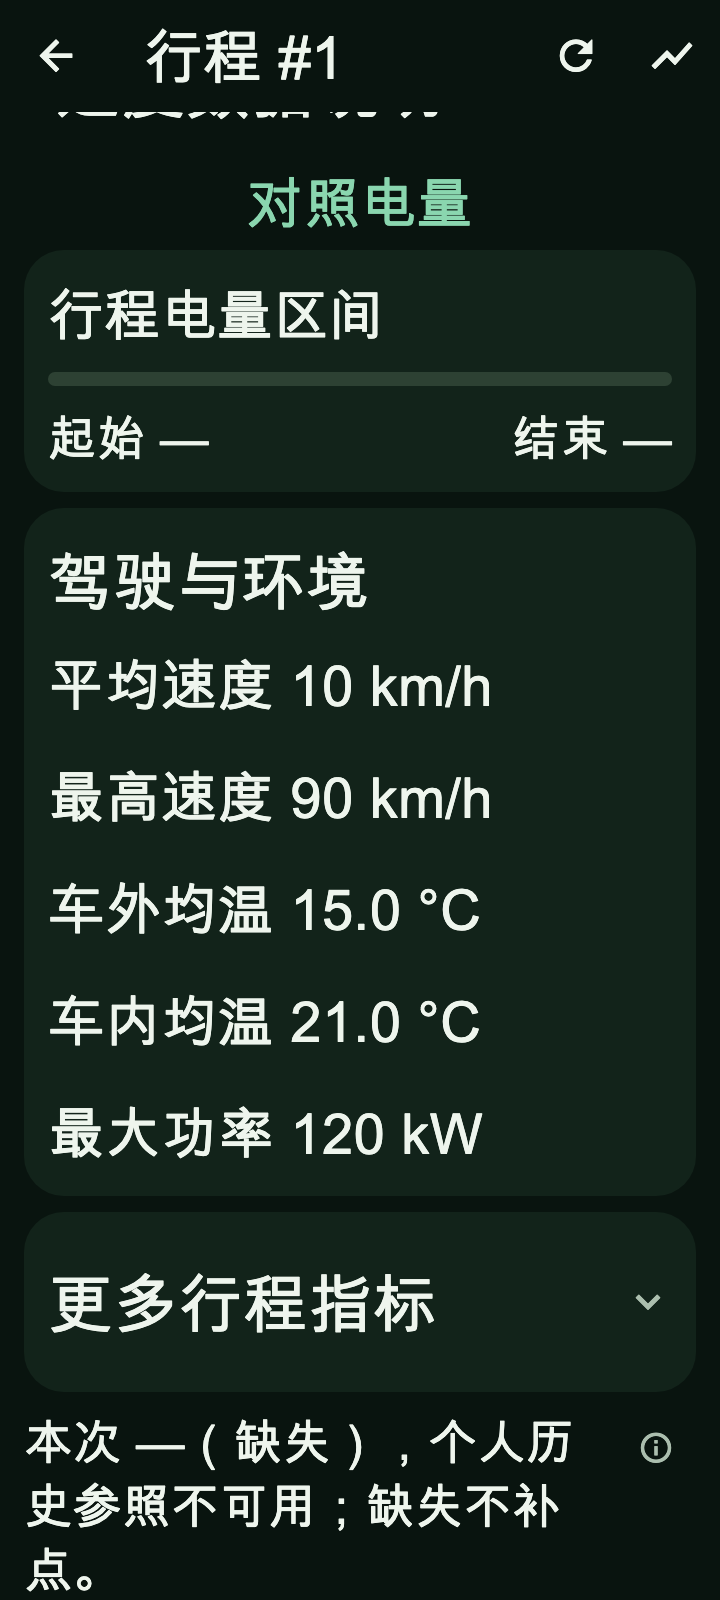 行程 #1
对照电量
行程电量区间
起始 —
结束 —
驾驶与环境
平均速度 10 km/h
最高速度 90 km/h
车外均温 15.0 °C
车内均温 21.0 °C
最大功率 120 kW
更多行程指标
本次 —（缺失），个人历
史参照不可用；缺失不补
点。